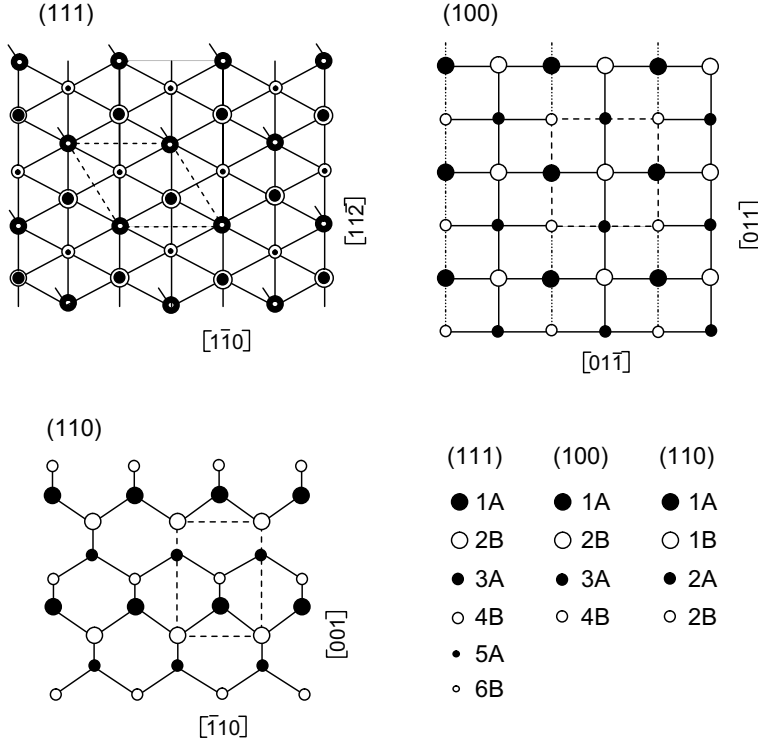 (111)
(100)
[11̄2̄]
[011]
[11̄0]
[011̄]
(110)
(111) (100) (110)
1A 1A 1A
2B 2B 1B
3A 3A 2A
4B 4B 2B
5A
6B
[001]
[1̄10]